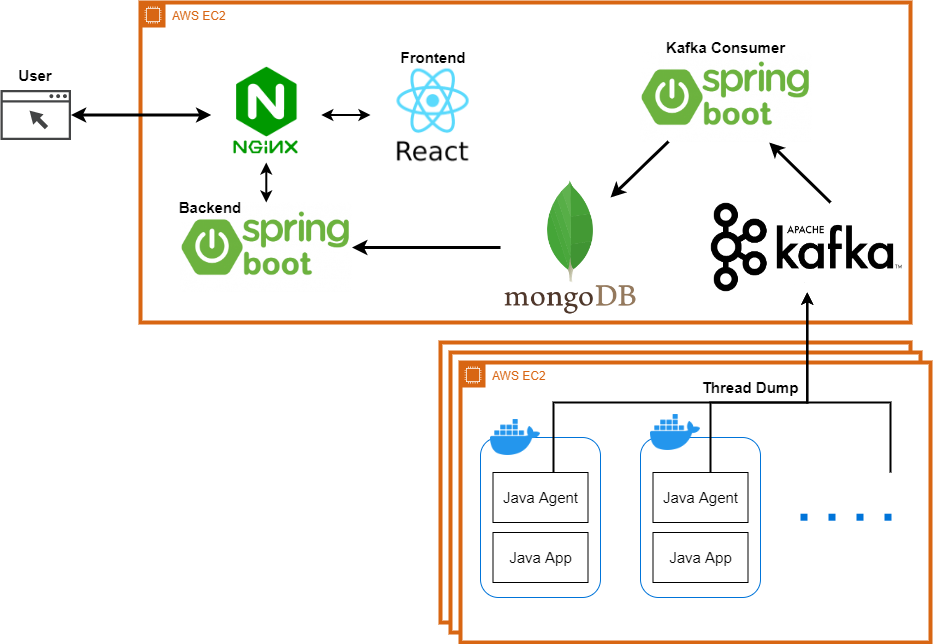 AWS EC2
User
NGiNX
Frontend
React
Kafka Consumer
spring
boot
Backend
spring
boot
mongoDB
APACHE
kafka
TM
AWS EC2
Thread Dump
Java Agent
Java App
Java Agent
Java App